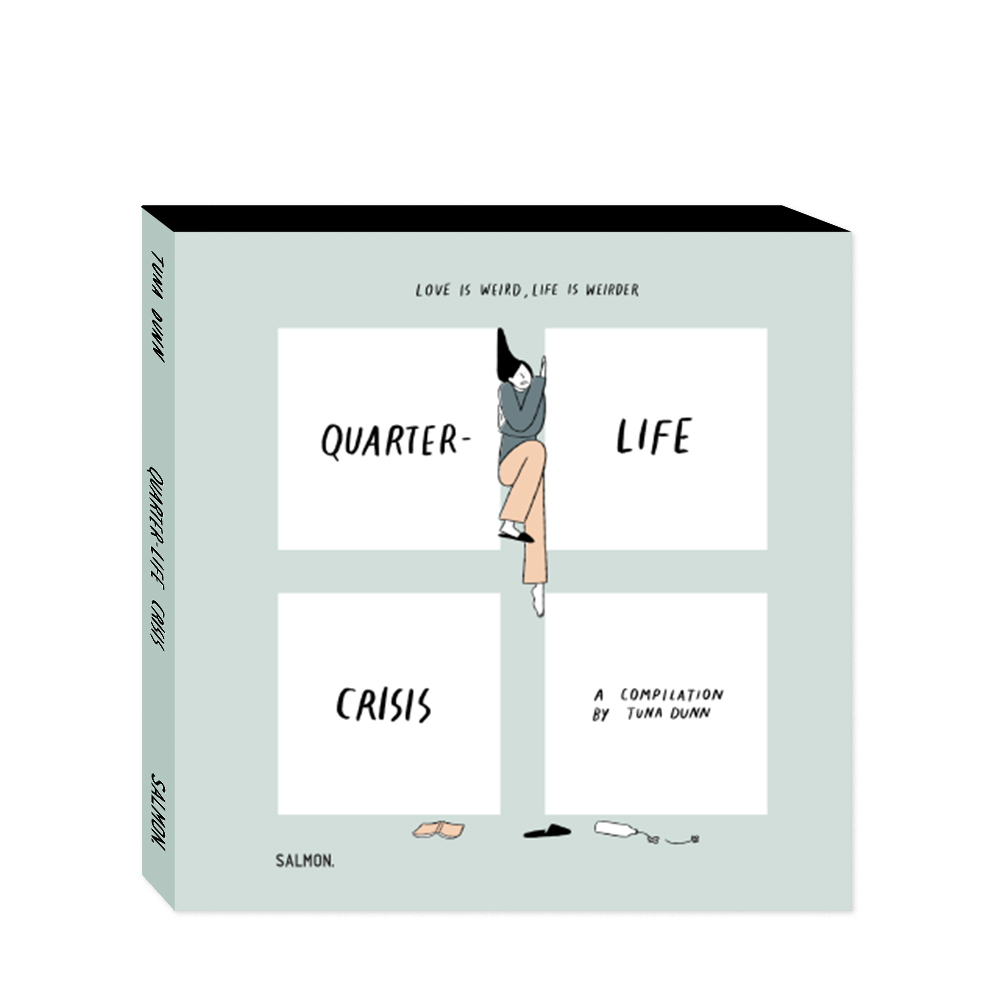 LOVE IS WEIRD, LIFE IS WEIRDER
QUARTER-
LIFE
CRISIS
A COMPILATION
BY TUNA DUNN
SALMON.
TUNA DUNN
QUARTER-LIFE CRISIS
SALMON